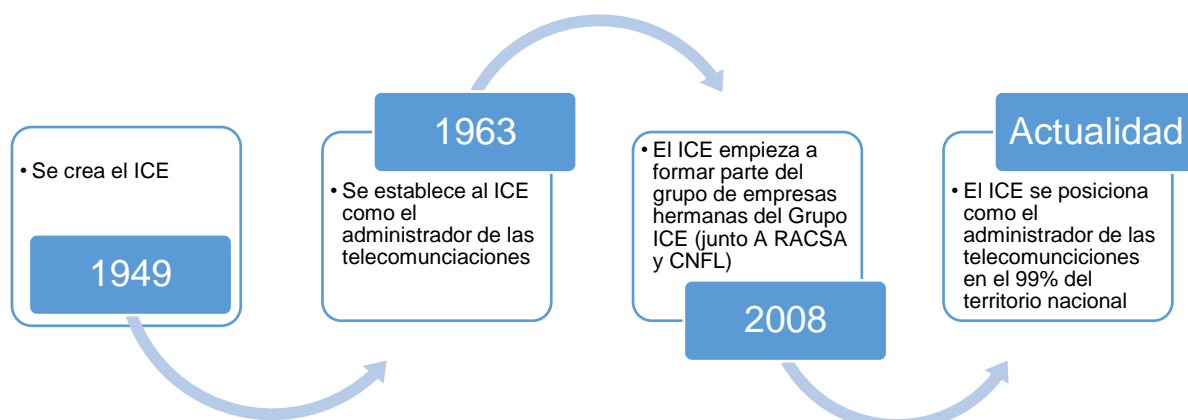 • Se crea el ICE
1949
1963
• Se establece al ICE
como el
administrador de las
telecomunciaciones
• El ICE empieza a
formar parte del
grupo de empresas
hermanas del Grupo
ICE (junto A RACSA
y CNFL)
2008
Actualidad
• El ICE se posiciona
como el
administrador de las
telecomunciciones
en el 99% del
territorio nacional